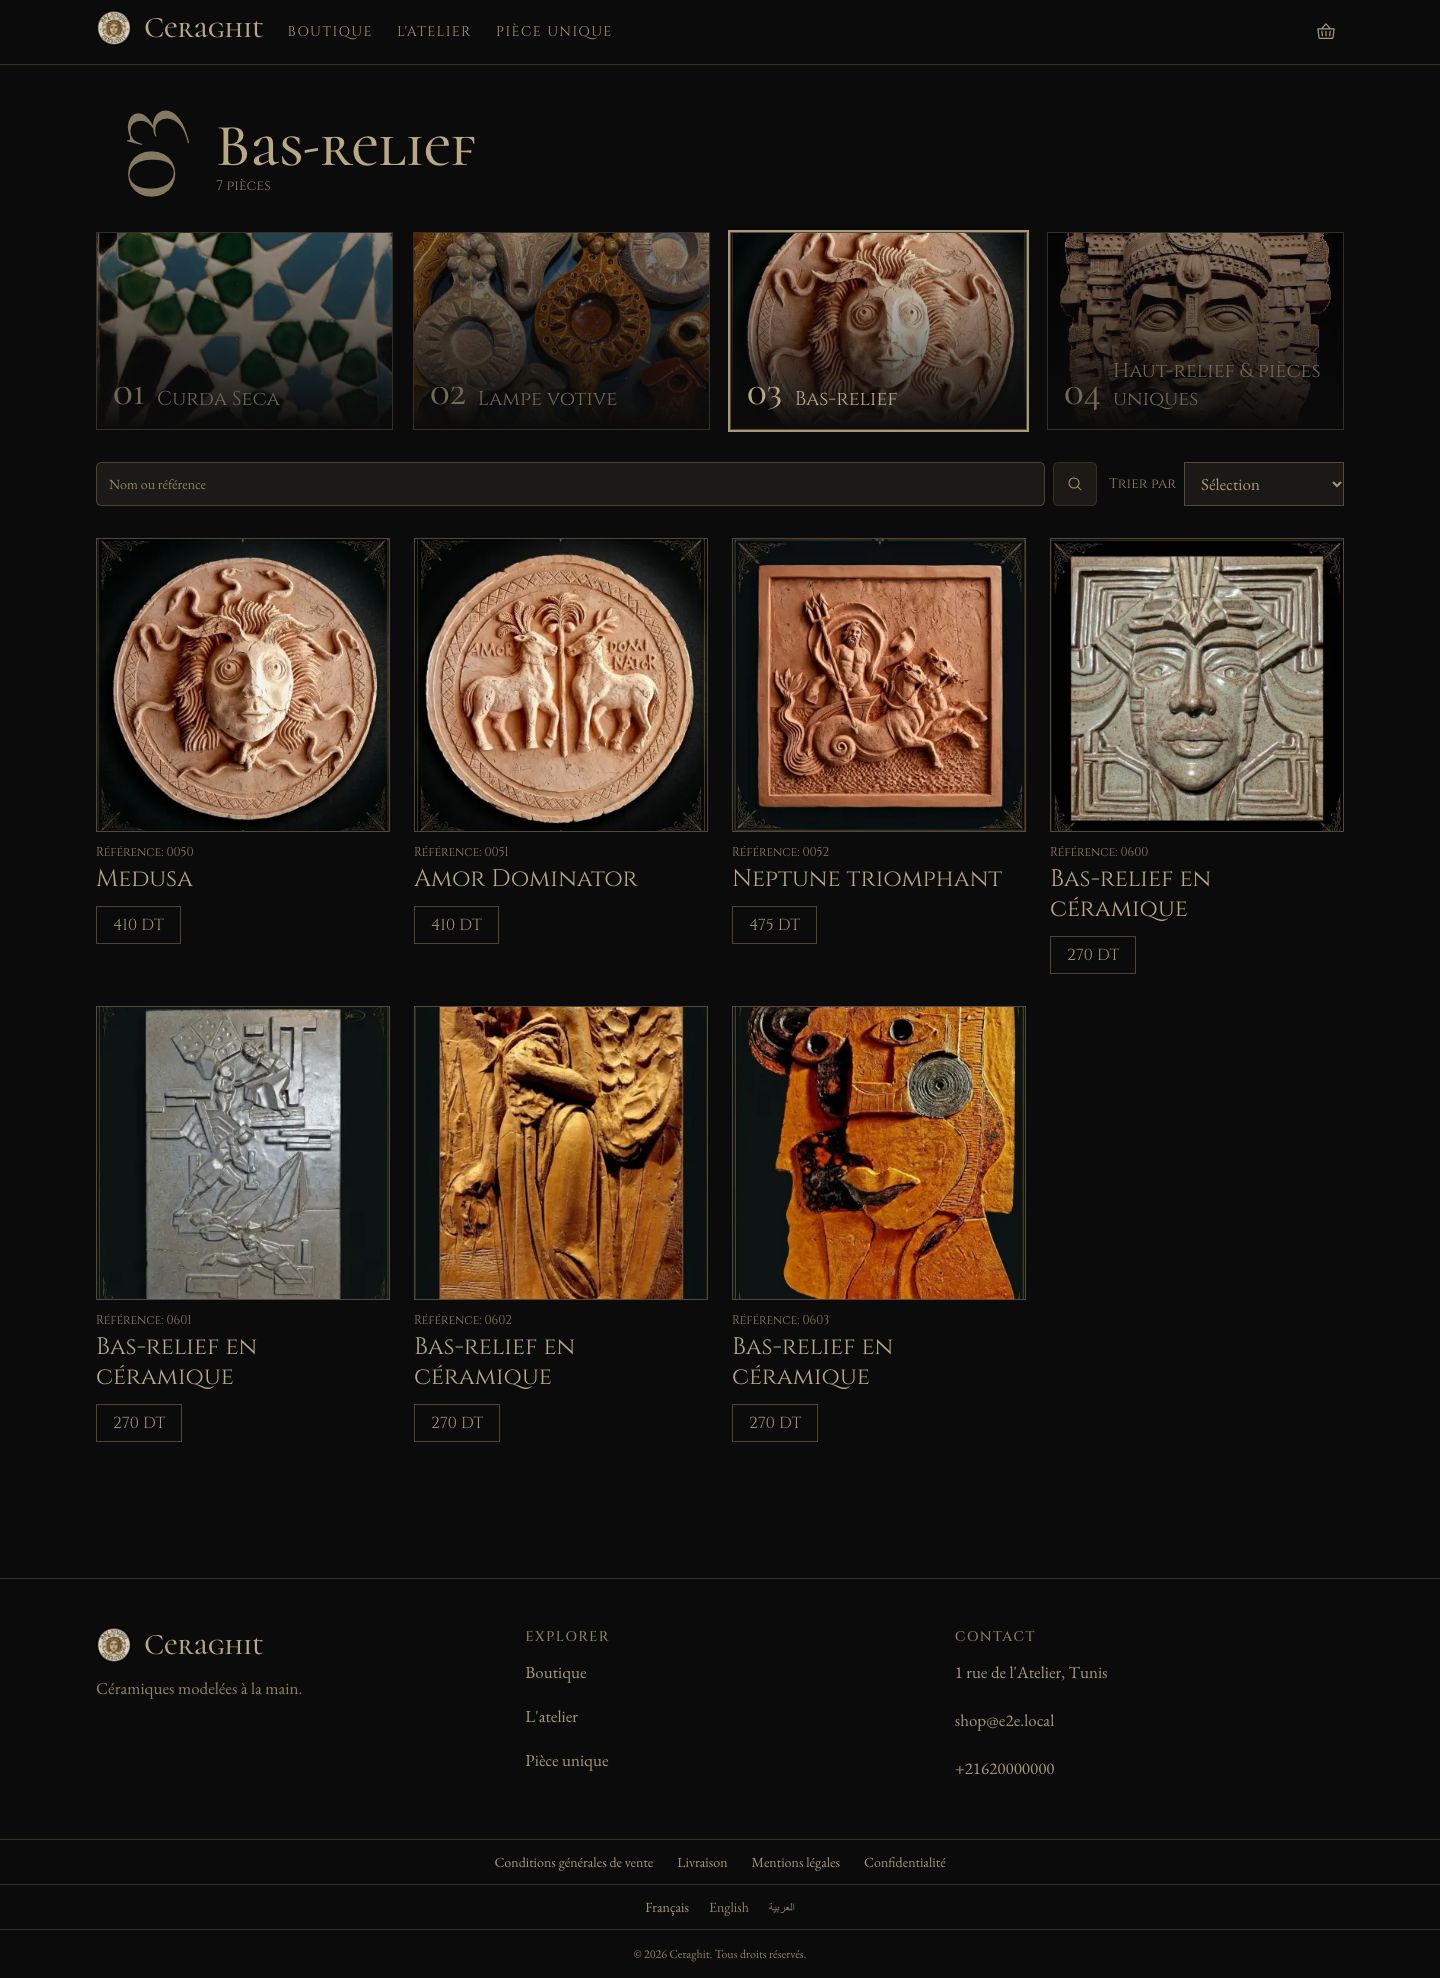 Ceraghit
BOUTIQUE
L'ATELIER
PIÈCE UNIQUE
03
Bas-relief
7 pièces
01 Curda Seca
02 Lampe votive
03 Bas-relief
04 Haut-relief & pièces
uniques
Nom ou référence
Trier par
Sélection
AMOR
DOMI
NATOR
Référence: 0050
Medusa
410 DT
Référence: 0051
Amor Dominator
410 DT
Référence: 0052
Neptune triomphant
475 DT
Référence: 0600
Bas-relief en
céramique
270 DT
Référence: 0601
Bas-relief en
céramique
270 DT
Référence: 0602
Bas-relief en
céramique
270 DT
Référence: 0603
Bas-relief en
céramique
270 DT
Ceraghit
Céramiques modelées à la main.
EXPLORER
Boutique
L'atelier
Pièce unique
CONTACT
1 rue de l'Atelier, Tunis
shop@e2e.local
+21620000000
Conditions générales de vente
Livraison
Mentions légales
Confidentialité
Français
English
العربية
© 2026 Ceraghit. Tous droits réservés.